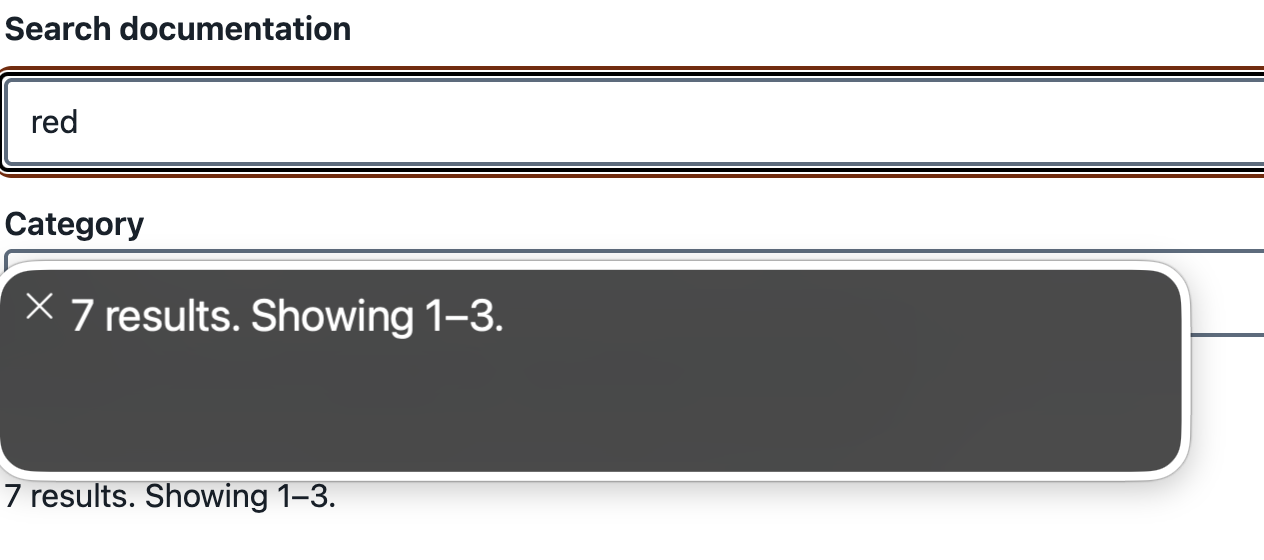 Search documentation
red
Category
7 results. Showing 1–3.
7 results. Showing 1–3.